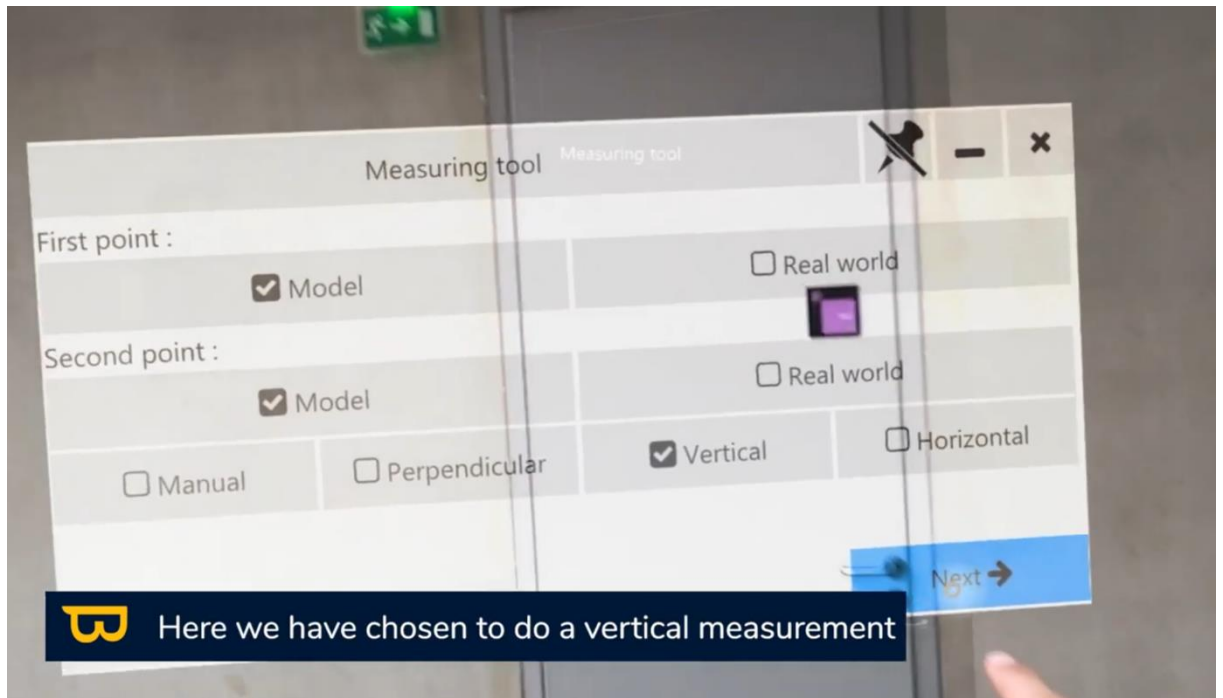 Measuring tool Measuring tool
First point :
Model Real world
Second point :
Model Real world
Manual Perpendicular Vertical Horizontal
Next
Here we have chosen to do a vertical measurement